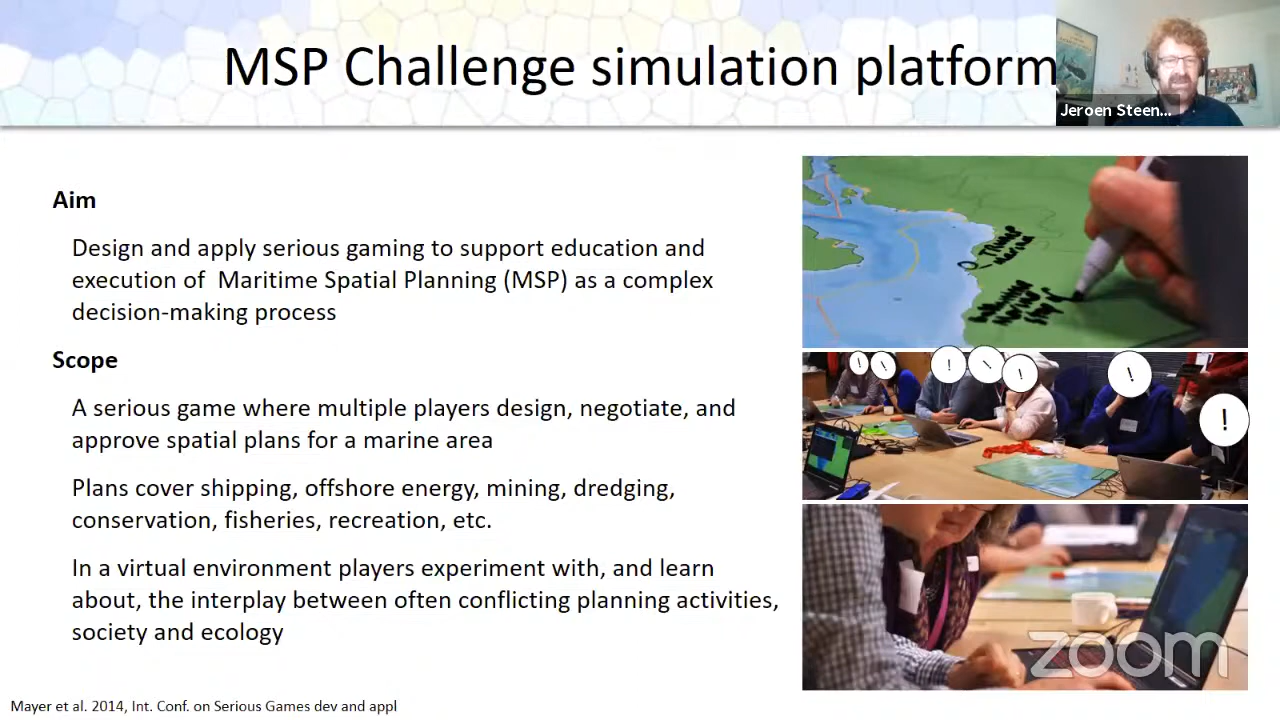 MSP Challenge simulation platform
Jeroen Steen...
Aim
Design and apply serious gaming to support education and
execution of  Maritime Spatial Planning (MSP) as a complex
decision-making process
Scope
A serious game where multiple players design, negotiate, and
approve spatial plans for a marine area
Plans cover shipping, offshore energy, mining, dredging,
conservation, fisheries, recreation, etc.
In a virtual environment players experiment with, and learn
about, the interplay between often conflicting planning activities,
society and ecology
!
!
!
!
!
!
!
zoom
Mayer et al. 2014, Int. Conf. on Serious Games dev and appl